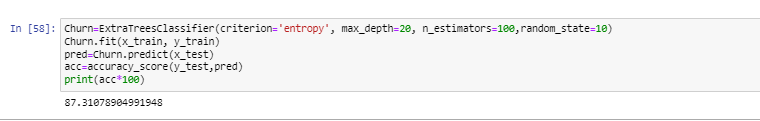 In [58]: Churn=ExtraTreesClassifier(criterion='entropy', max_depth=20, n_estimators=100,random_state=10)
Churn.fit(x_train, y_train)
pred=Churn.predict(x_test)
acc=accuracy_score(y_test,pred)
print(acc*100)
87.31078904991948